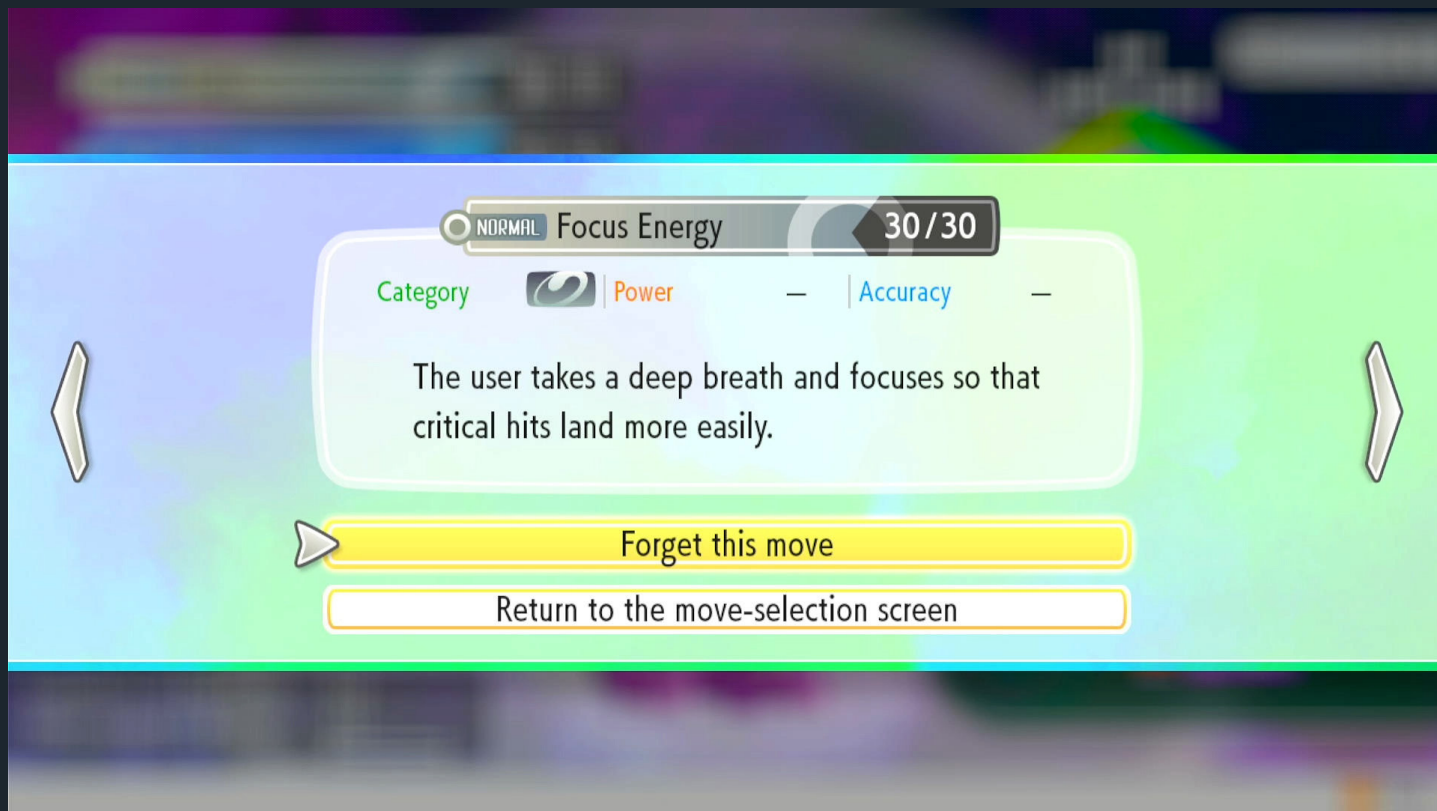 NORMAL Focus Energy 30/30
Category Power — Accuracy —
The user takes a deep breath and focuses so that
critical hits land more easily.
Forget this move
Return to the move-selection screen